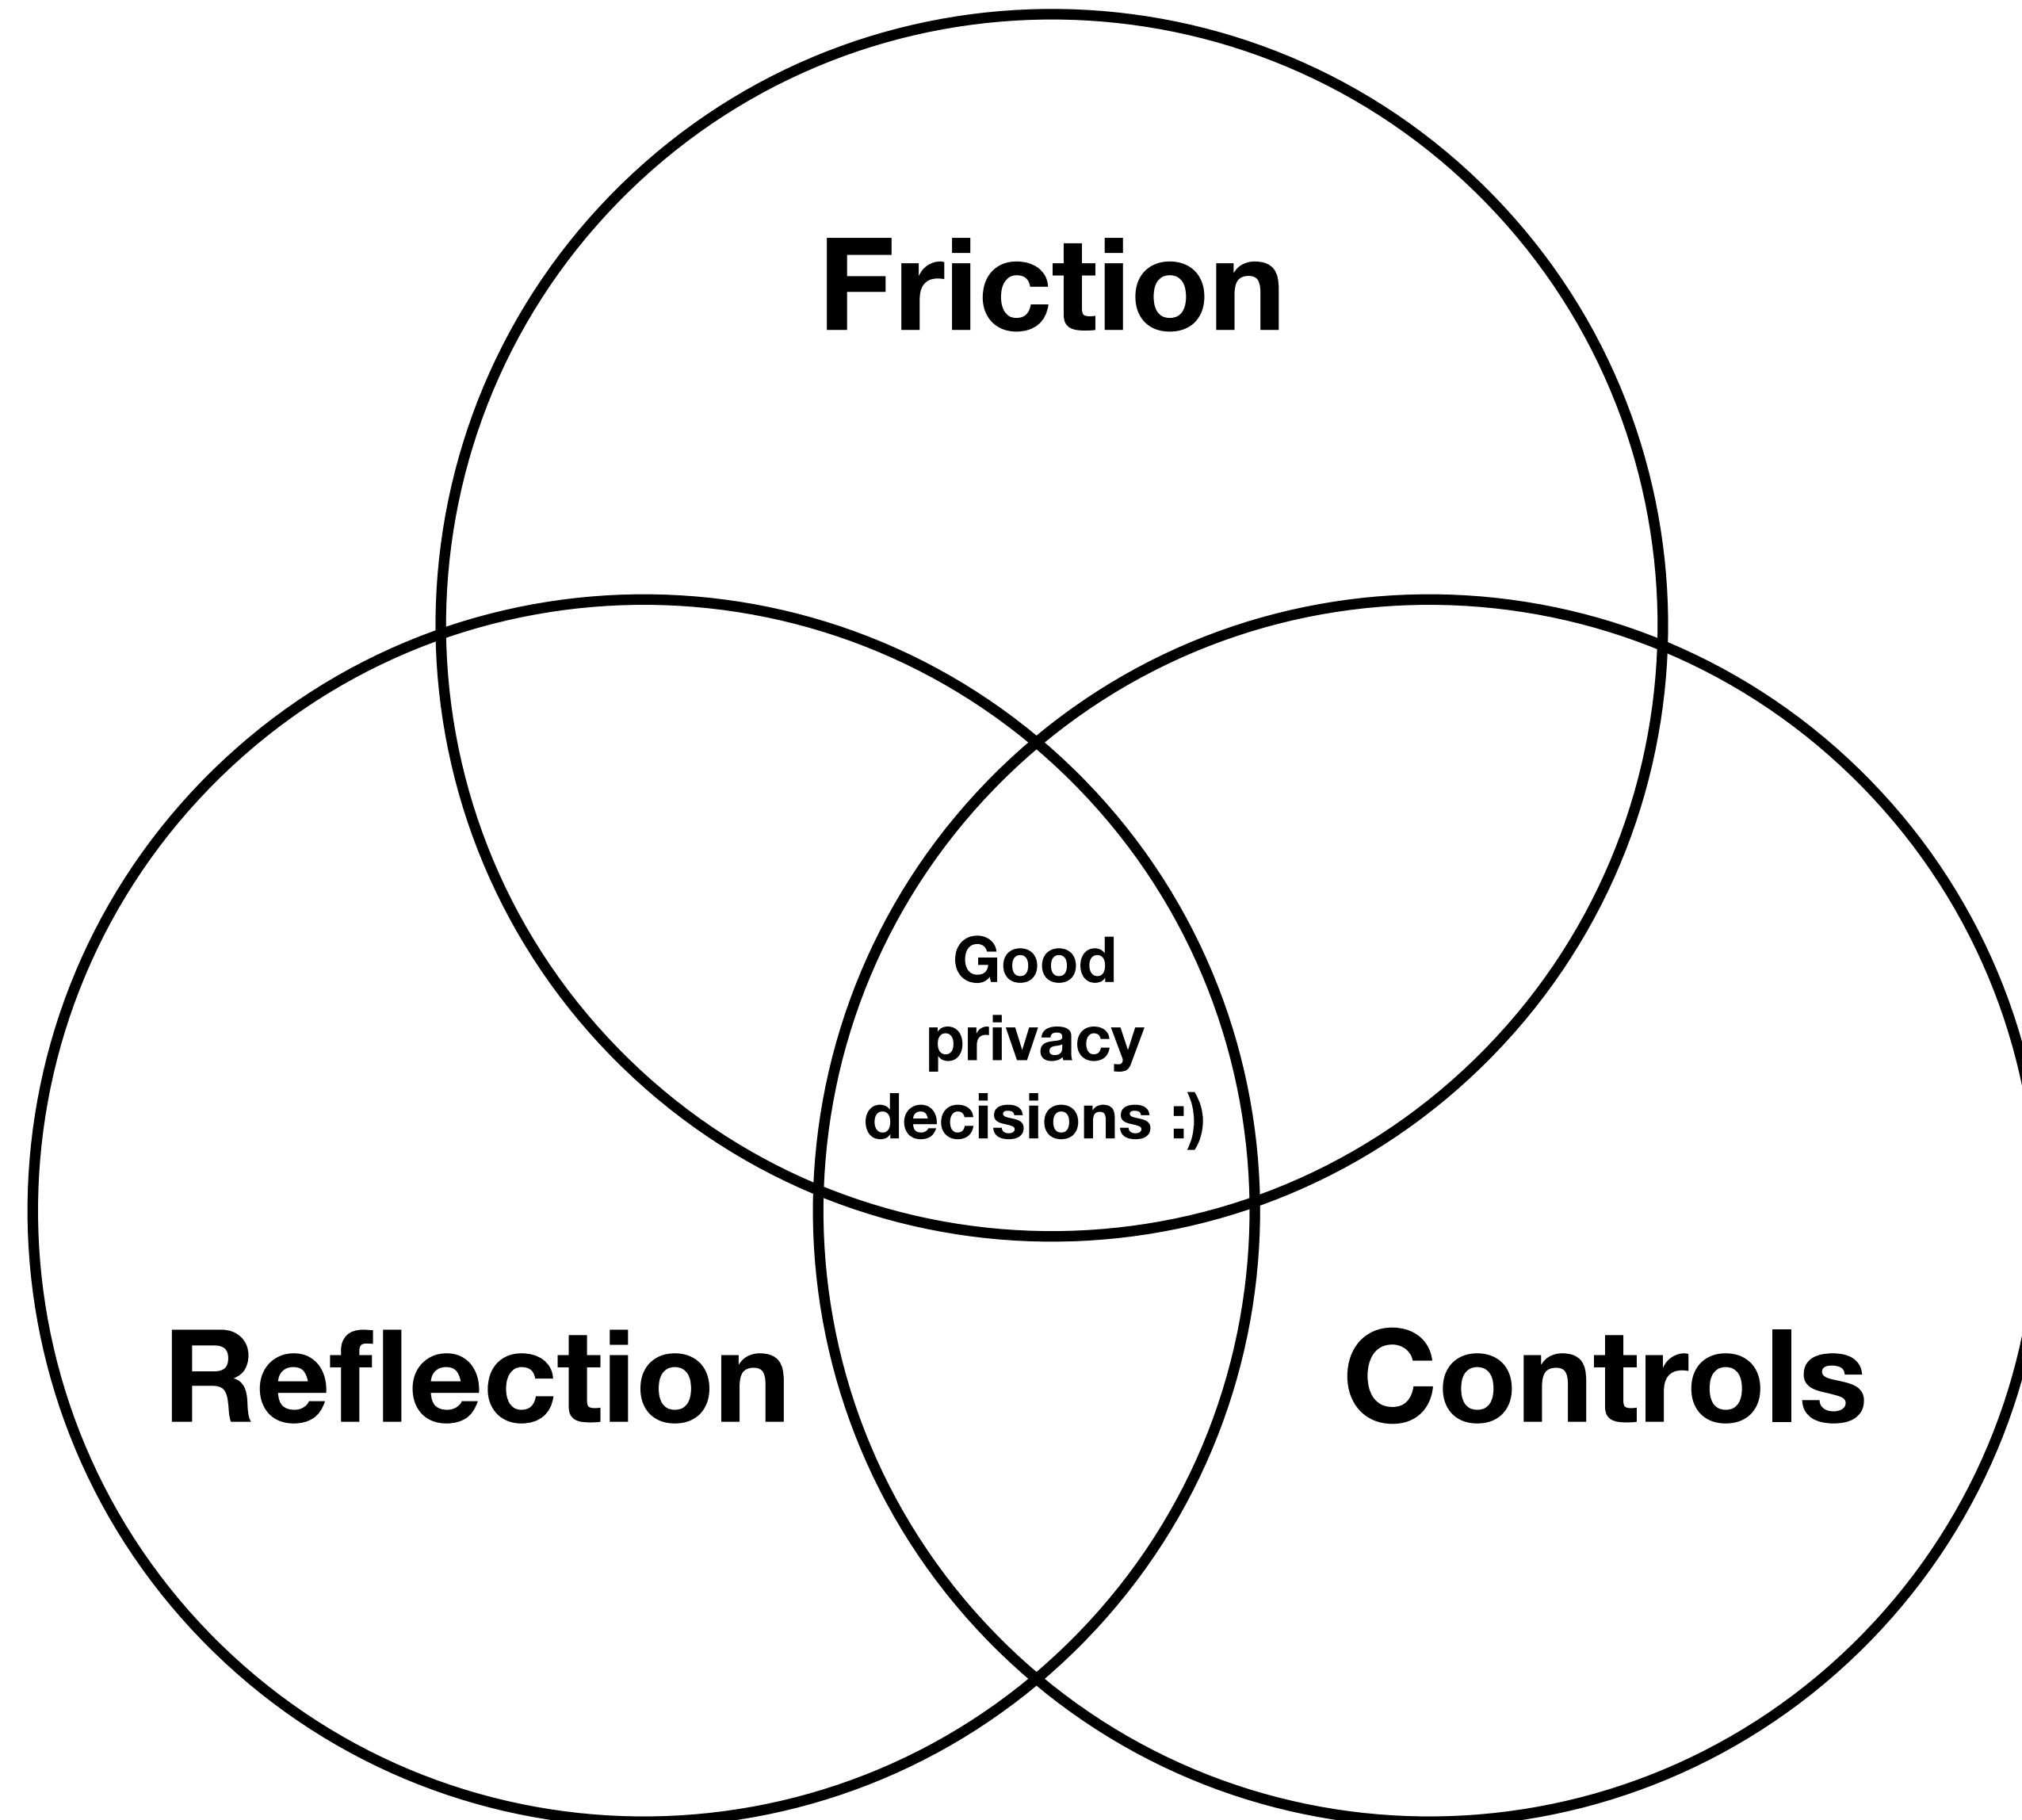 Friction
Good
privacy
decisions :)
Reflection
Controls